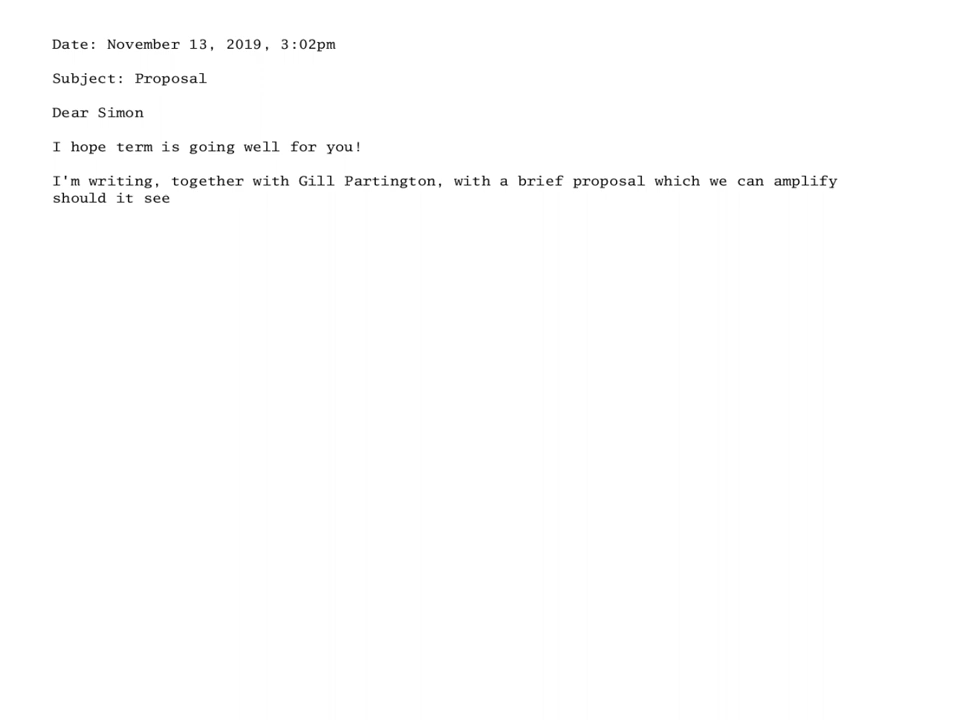 Date: November 13, 2019, 3:02pm
Subject: Proposal
Dear Simon
I hope term is going well for you!
I'm writing, together with Gill Partington, with a brief proposal which we can amplify
should it see